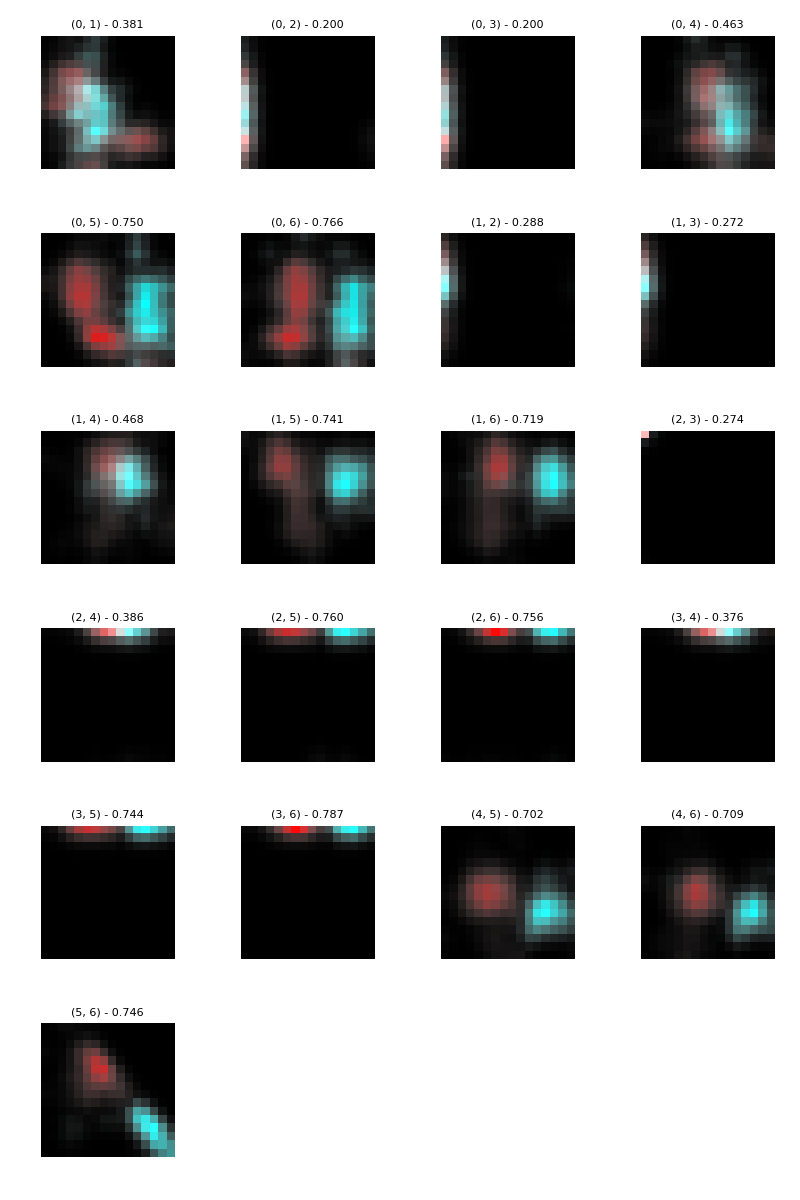 (0, 1) - 0.381
(0, 2) - 0.200
(0, 3) - 0.200
(0, 4) - 0.463
(0, 5) - 0.750
(0, 6) - 0.766
(1, 2) - 0.288
(1, 3) - 0.272
(1, 4) - 0.468
(1, 5) - 0.741
(1, 6) - 0.719
(2, 3) - 0.274
(2, 4) - 0.386
(2, 5) - 0.760
(2, 6) - 0.756
(3, 4) - 0.376
(3, 5) - 0.744
(3, 6) - 0.787
(4, 5) - 0.702
(4, 6) - 0.709
(5, 6) - 0.746